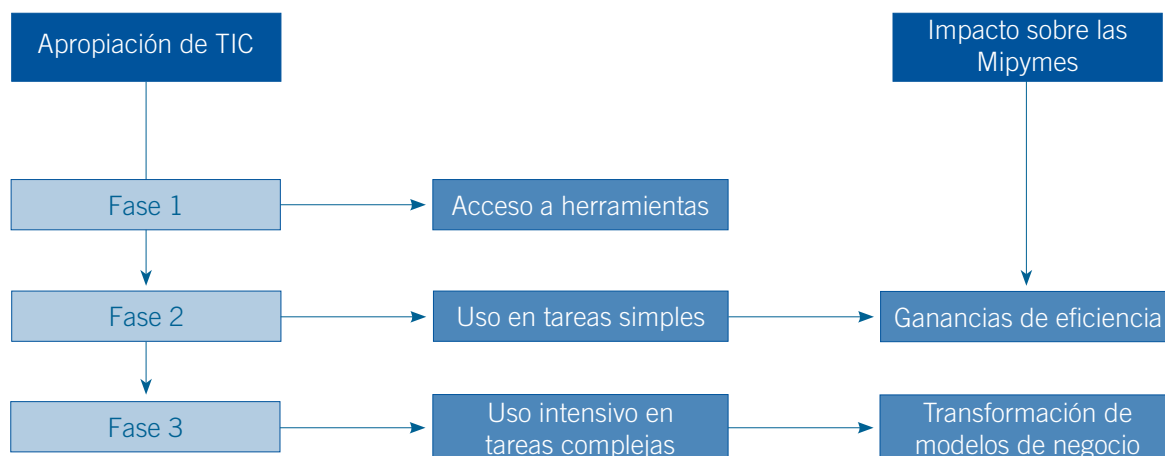 Apropiación de TIC
Impacto sobre las
Mipymes
Fase 1
Acceso a herramientas
Fase 2
Uso en tareas simples
Ganancias de eficiencia
Fase 3
Uso intensivo en
tareas complejas
Transformación de
modelos de negocio